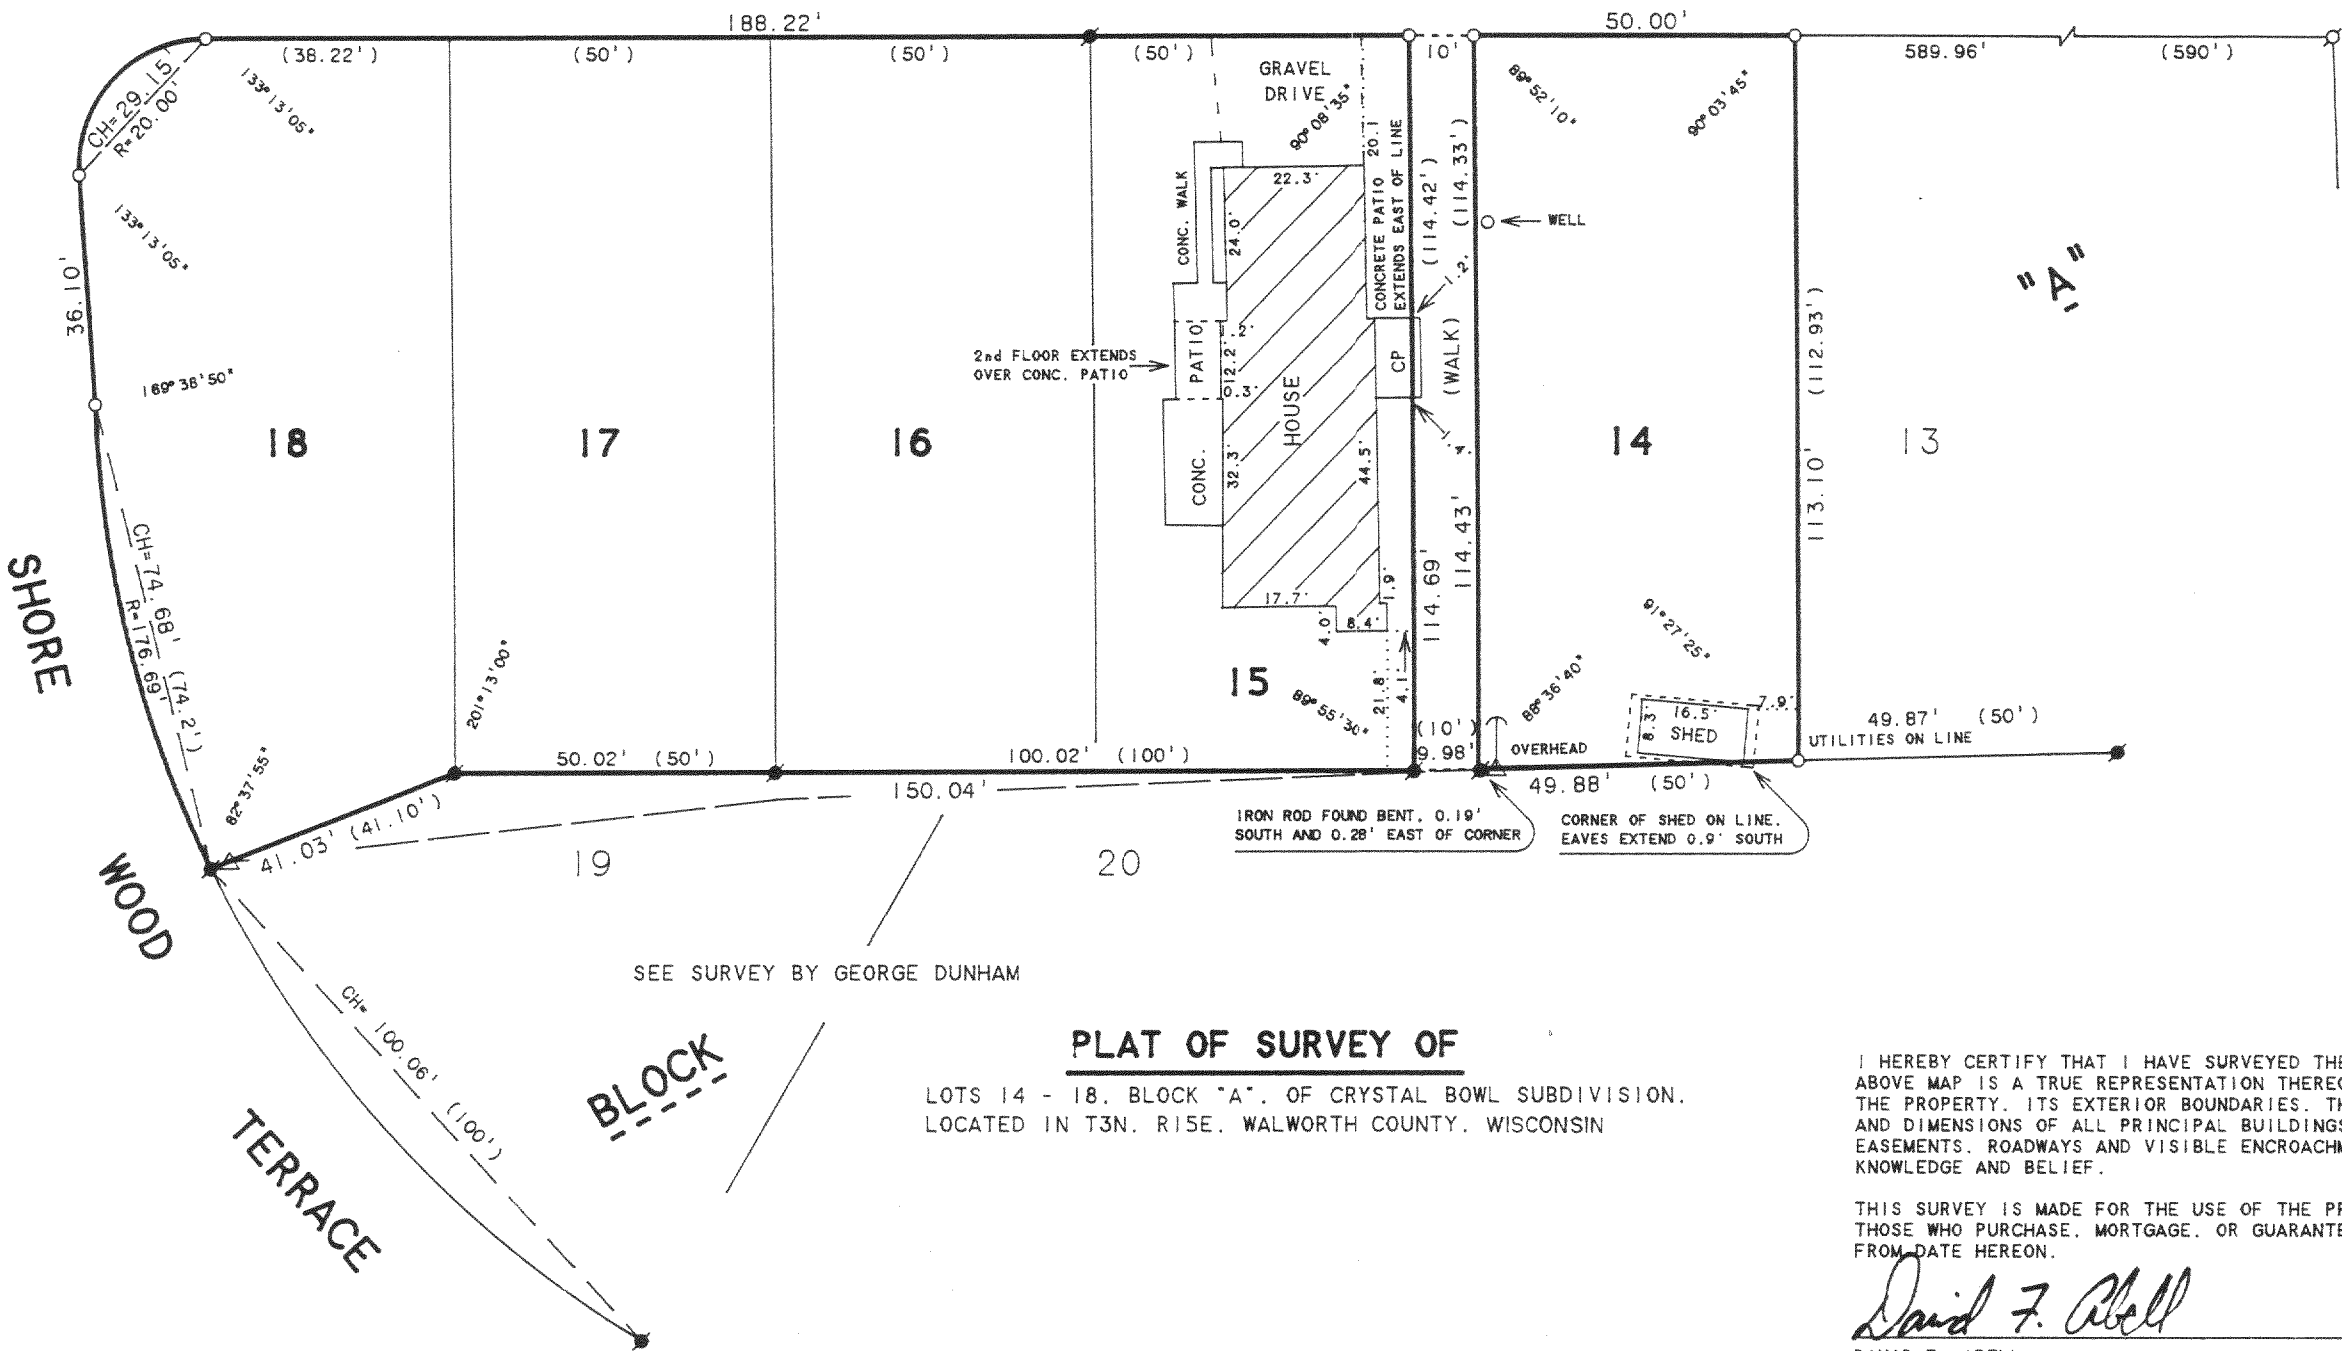 188.22'
50.00'
(38.22')
(50')
(50')
(50')
10'
589.96'
(590')
CH=29.15'
R=20.00'
133°13'05"
GRAVEL
DRIVE
90°08'35"
89°52'10"
90°03'45"
133°13'05"
36.10'
169°38'50"
CONC. WALK
22.3'
24.0'
CONCRETE PATIO 20.1
EXTENDS EAST OF LINE
(114.42')
(114.33')
WELL
1.2'
"A"
2nd FLOOR EXTENDS
OVER CONC. PATIO
PATIO
1.2'
12.2'
0.3'
HOUSE
CP
(WALK)
(112.93')
18
17
16
14
13
CONC.
32.3'
44.5'
114.69'
114.43'
113.10'
SHORE
CH=74.68' (74.2')
R=176.69'
17.7'
1.9'
4.0'
8.4'
15
89°55'30"
21.8'
4.1'
88°36'40"
91°27'25"
201°13'00"
82°37'55"
50.02' (50')
100.02' (100')
(10')
9.98'
OVERHEAD
8.3
16.5'
SHED
7.9'
UTILITIES ON LINE
49.87' (50')
41.03' (41.10')
150.04'
49.88' (50')
IRON ROD FOUND BENT. 0.19'
SOUTH AND 0.28' EAST OF CORNER
CORNER OF SHED ON LINE.
EAVES EXTEND 0.9' SOUTH
WOOD
19
20
SEE SURVEY BY GEORGE DUNHAM
CH= 100.06' (100')
BLOCK
TERRACE
PLAT OF SURVEY OF
LOTS 14 - 18. BLOCK "A". OF CRYSTAL BOWL SUBDIVISION.
LOCATED IN T3N. R15E. WALWORTH COUNTY. WISCONSIN
I HEREBY CERTIFY THAT I HAVE SURVEYED THE
ABOVE MAP IS A TRUE REPRESENTATION THEREO
THE PROPERTY. ITS EXTERIOR BOUNDARIES. TH
AND DIMENSIONS OF ALL PRINCIPAL BUILDINGS
EASEMENTS. ROADWAYS AND VISIBLE ENCROACHM
KNOWLEDGE AND BELIEF.
THIS SURVEY IS MADE FOR THE USE OF THE PR
THOSE WHO PURCHASE. MORTGAGE. OR GUARANTE
FROM DATE HEREON.
David F. Abell